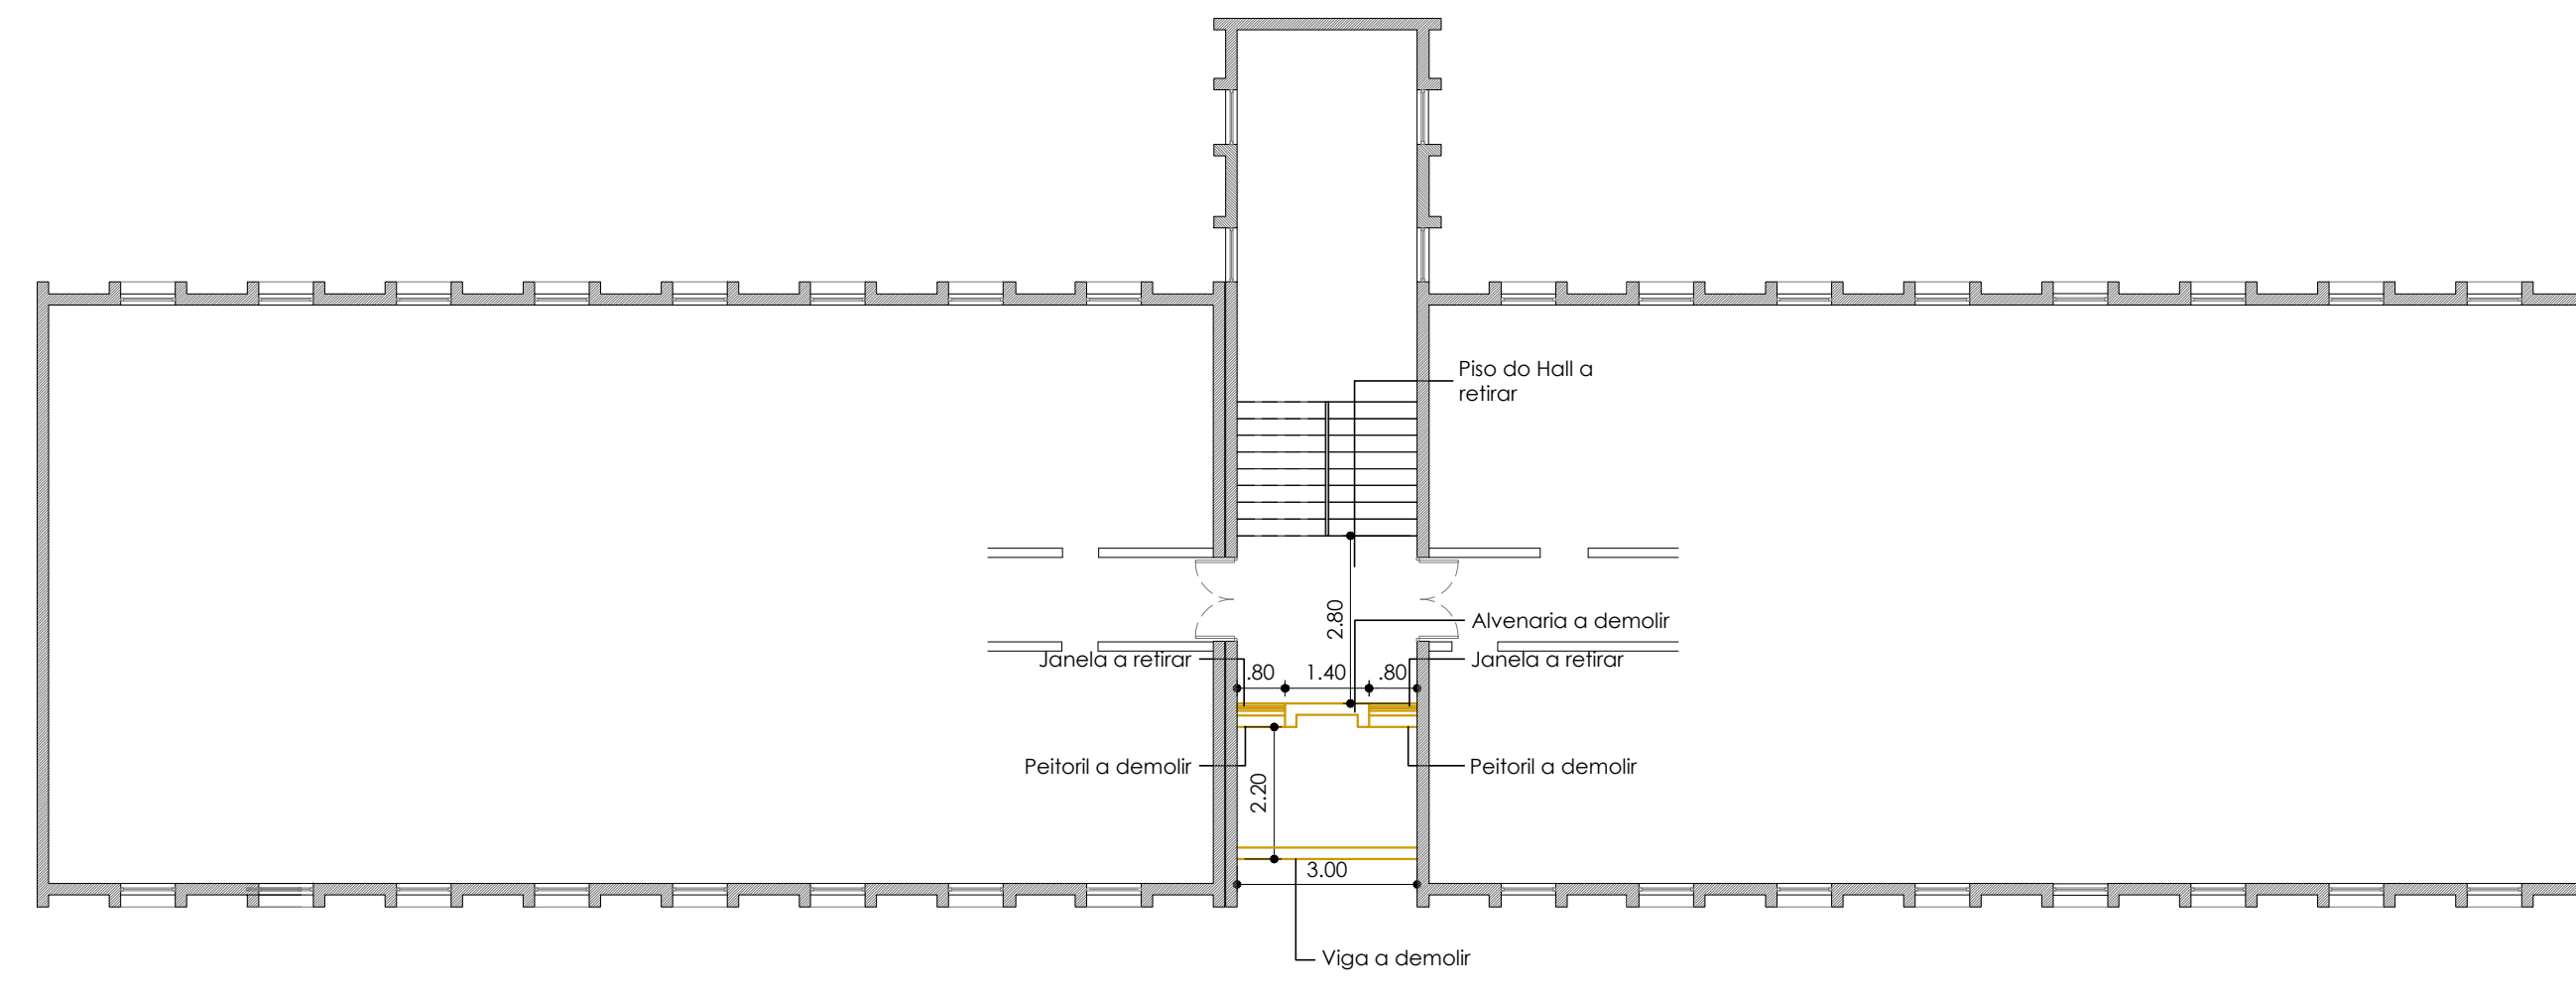 Piso do Hall a
retirar
2.80
Alvenaria a demolir
Janela a retirar
Janela a retirar
.80
1.40
.80
Peitoril a demolir
Peitoril a demolir
2.20
3.00
Viga a demolir